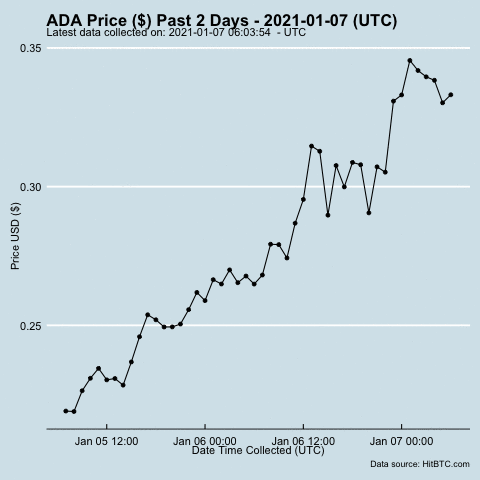 ADA Price ($) Past 2 Days - 2021-01-07 (UTC)
Latest data collected on: 2021-01-07 06:03:54  - UTC
0.35
0.30
0.25
Price USD ($)
Jan 05 12:00 Jan 06 00:00 Jan 06 12:00 Jan 07 00:00
Date Time Collected (UTC)
Data source: HitBTC.com